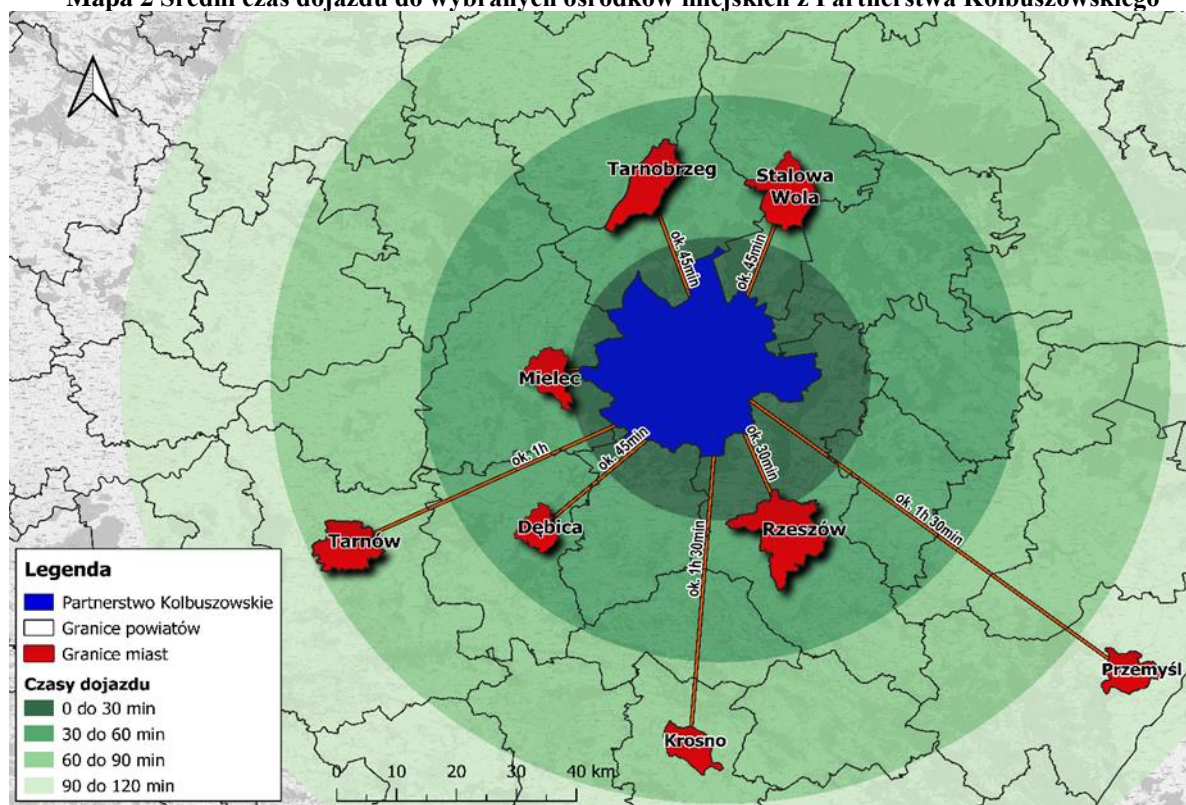 Mapa 2 Średni czas dojazdu do wybranych ośrodków miejskich z Partnerstwa Kolbuszowskiego
Tarnobrzeg
Stalowa
Wola
ok. 45min
ok. 45min
Mielec
ok. 1h
ok. 45min
ok. 30min
ok. 1h 30min
ok. 1h 30min
Tarnów
Dębica
Rzeszów
Przemyśl
Krosno
Legenda
Partnerstwo Kolbuszowskie
Granice powiatów
Granice miast
Czasy dojazdu
0 do 30 min
30 do 60 min
60 do 90 min
90 do 120 min
0 10 20 30 40 km